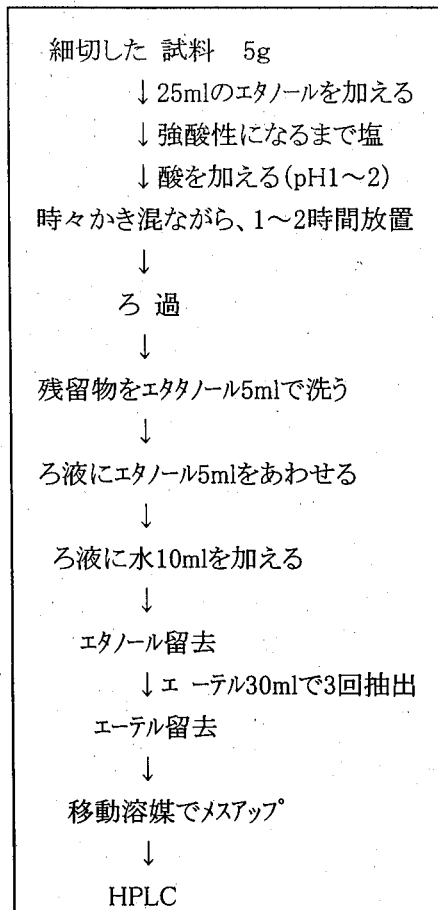 細切した 試料 5g
↓25mlのエタノールを加える
↓強酸性になるまで塩
↓酸を加える(pH1～2)
時々かき混ながら、1～2時間放置
↓
ろ 過
↓
残留物をエタタノール5mlで洗う
↓
ろ液にエタノール5mlをあわせる
↓
ろ液に水10mlを加える
↓
エタノール留去
↓エ ーテル30mlで3回抽出
エーテル留去
↓
移動溶媒でメスアップ
↓
HPLC